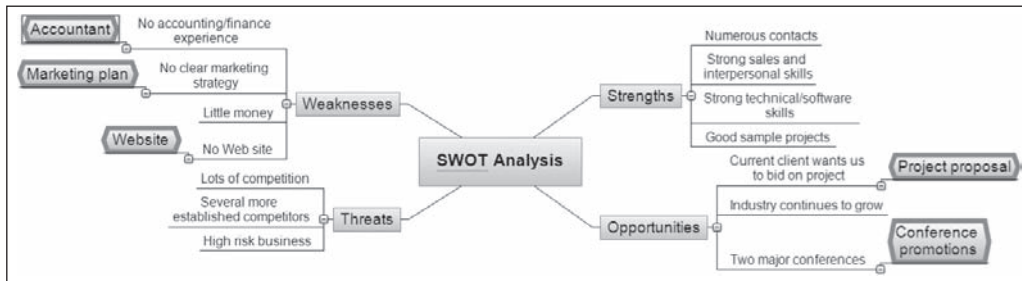 Accountant
No accounting/finance
experience
Marketing plan
No clear marketing
strategy
Little money
Website
No Web site
Weaknesses
Lots of competition
Several more
established competitors
High risk business
Threats
SWOT Analysis
Strengths
Numerous contacts
Strong sales and
interpersonal skills
Strong technical/software
skills
Good sample projects
Opportunities
Current client wants us
to bid on project
Project proposal
Industry continues to grow
Two major conferences
Conference
promotions